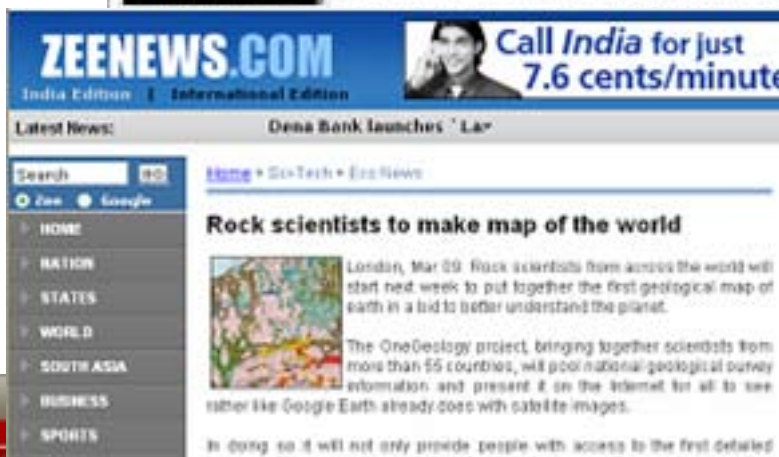 ZEENEWS.COM
India Edition | International Edition
Call India for just
7.6 cents/minute
Latest News: Dena Bank launches `La
Search GO
Zee Google
HOME
NATION
STATES
WORLD
SOUTH ASIA
BUSINESS
SPORTS
Home Sci-Tech Eco News
Rock scientists to make map of the world
London, Mar 09: Rock scientists from across the world will
start next week to put together the first geological map of
earth in a bid to better understand the planet.
The OneGeology project, bringing together scientists from
more than 55 countries, will pool national geological survey
information and present it on the Internet for all to see
rather like Google Earth already does with satellite images.
In doing so it will not only provide people with access to the first detailed